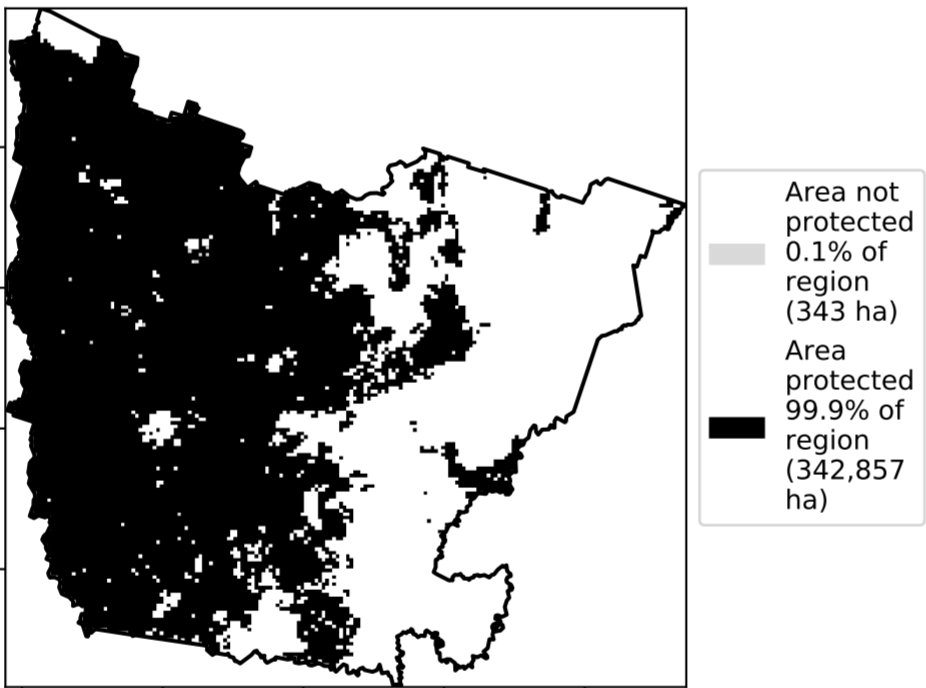 Area not
protected
0.1% of
region
(343 ha)
Area
protected
99.9% of
region
(342,857
ha)